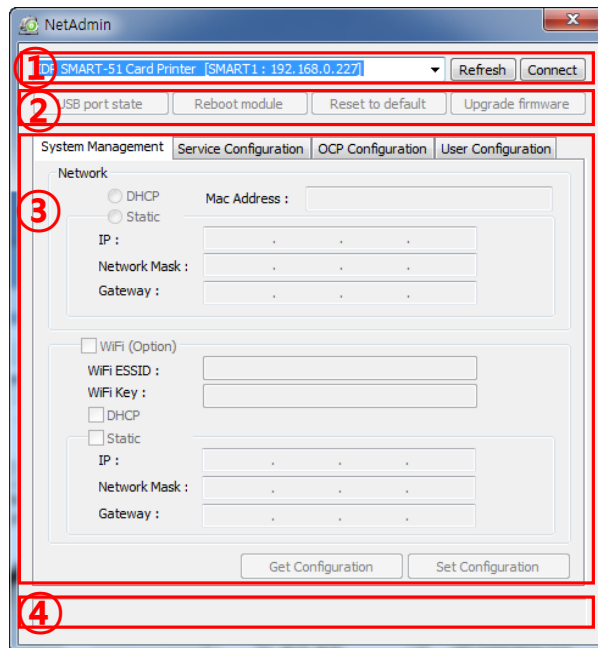 NetAdmin
① IDP SMART-51 Card Printer [SMART1 : 192.168.0.227] Refresh Connect
② USB port state Reboot module Reset to default Upgrade firmware
System Management Service Configuration OCP Configuration User Configuration
Network
③
DHCP Mac Address :
Static
IP : . . .
Network Mask : . . .
Gateway : . . .
WiFi (Option)
WiFi ESSID :
WiFi Key :
DHCP
Static
IP : . . .
Network Mask : . . .
Gateway : . . .
Get Configuration Set Configuration
④